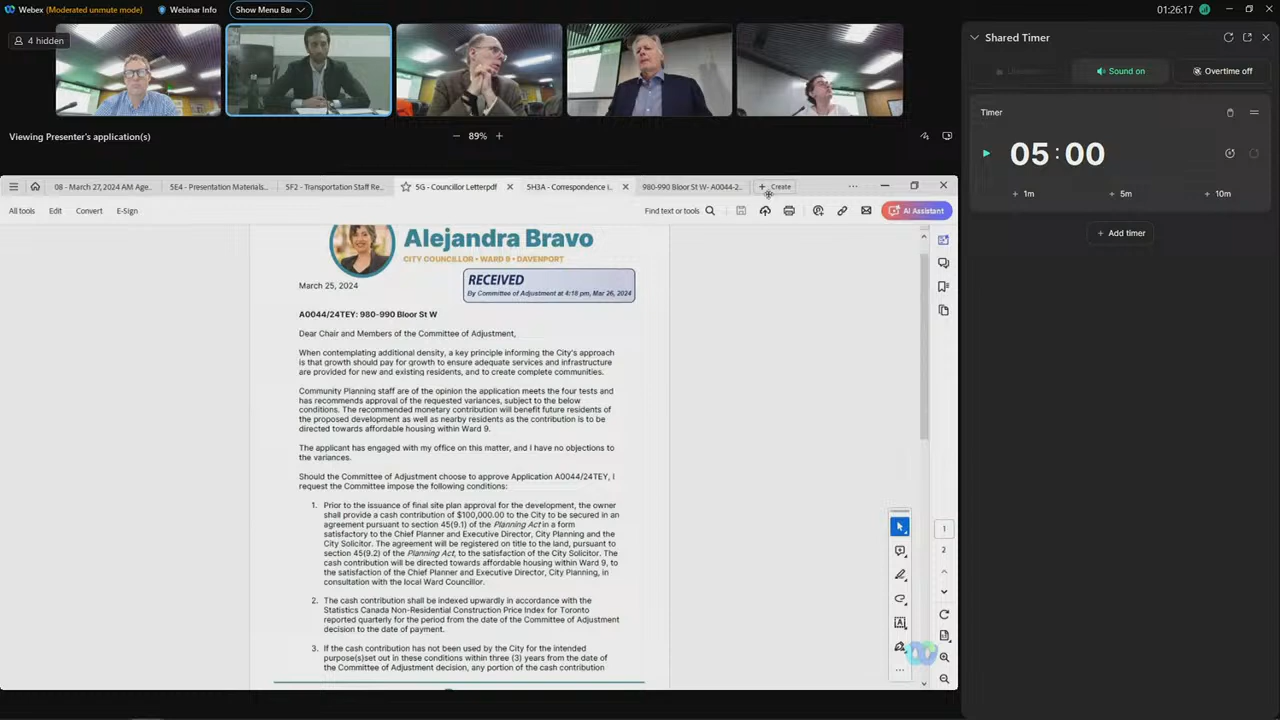 Webex (Moderated unmute mode) Webinar Info Show Menu Bar 01:26:17
4 hidden
Viewing Presenter's application(s) 89%
08 - March 27,2024 AM Age... 5E4 - Presentation Materials... 5F2 - Transportation Staff Re... 5G - Councillor Letterpdf 5H3A - Correspondence i... 980-990 Bloor St W- A0044-2... Create
All tools Edit Convert E-Sign Find text or tools AI Assistant
Alejandra Bravo
CITY COUNCILLOR • WARD 9 • DAVENPORT
RECEIVED
By Committee of Adjustment at 4:18 pm, Mar 26, 2024
March 25, 2024
A0044/24TEY: 980-990 Bloor St W
Dear Chair and Members of the Committee of Adjustment,
When contemplating additional density, a key principle informing the City's approach
is that growth should pay for growth to ensure adequate services and infrastructure
are provided for new and existing residents, and to create complete communities.
Community Planning staff are of the opinion the application meets the four tests and
has recommends approval of the requested variances, subject to the below
conditions. The recommended monetary contribution will benefit future residents of
the proposed development as well as nearby residents as the contribution is to be
directed towards affordable housing within Ward 9.
The applicant has engaged with my office on this matter, and I have no objections to
the variances.
Should the Committee of Adjustment choose to approve Application A0044/24TEY, I
request the Committee impose the following conditions:
1. Prior to the issuance of final site plan approval for the development, the owner
shall provide a cash contribution of $100,000.00 to the City to be secured in an
agreement pursuant to section 45(9.1) of the Planning Act in a form
satisfactory to the Chief Planner and Executive Director, City Planning and the
City Solicitor. The agreement will be registered on title to the land, pursuant to
section 45(9.2) of the Planning Act, to the satisfaction of the City Solicitor. The
cash contribution will be directed towards affordable housing within Ward 9, to
the satisfaction of the Chief Planner and Executive Director, City Planning, in
consultation with the local Ward Councillor.
2. The cash contribution shall be indexed upwardly in accordance with the
Statistics Canada Non-Residential Construction Price Index for Toronto
reported quarterly for the period from the date of the Committee of Adjustment
decision to the date of payment.
3. If the cash contribution has not been used by the City for the intended
purpose(s)set out in these conditions within three (3) years from the date of
the Committee of Adjustment decision, any portion of the cash contribution
1
2
Shared Timer
Sound on Overtime off
Timer
05:00
+ 1m + 5m + 10m
+ Add timer